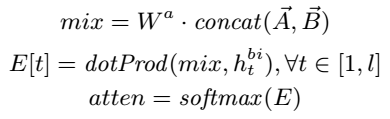 mix = W^a · concat(A⃗, B⃗)
E[t] = dotProd(mix, h_t^{bi}), ∀t ∈ [1, l]
atten = softmax(E)